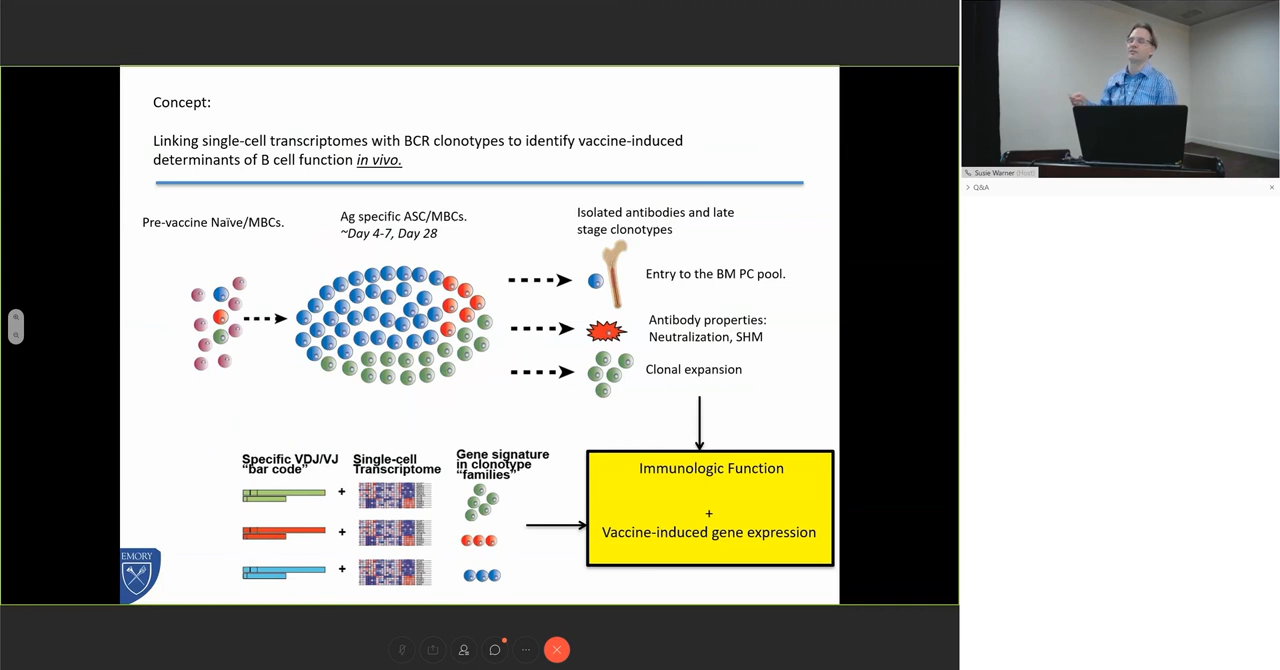 Concept:
Linking single-cell transcriptomes with BCR clonotypes to identify vaccine-induced
determinants of B cell function in vivo.
Pre-vaccine Naïve/MBCs.
Ag specific ASC/MBCs.
~Day 4-7, Day 28
Isolated antibodies and late
stage clonotypes
Entry to the BM PC pool.
Antibody properties:
Neutralization, SHM
Clonal expansion
Specific VDJ/VJ
"bar code"
Single-cell
Transcriptome
Gene signature
in clonotype
"families"
+
+
+
Immunologic Function
+
Vaccine-induced gene expression
EMORY
Susie Warner (Host)
Q&A